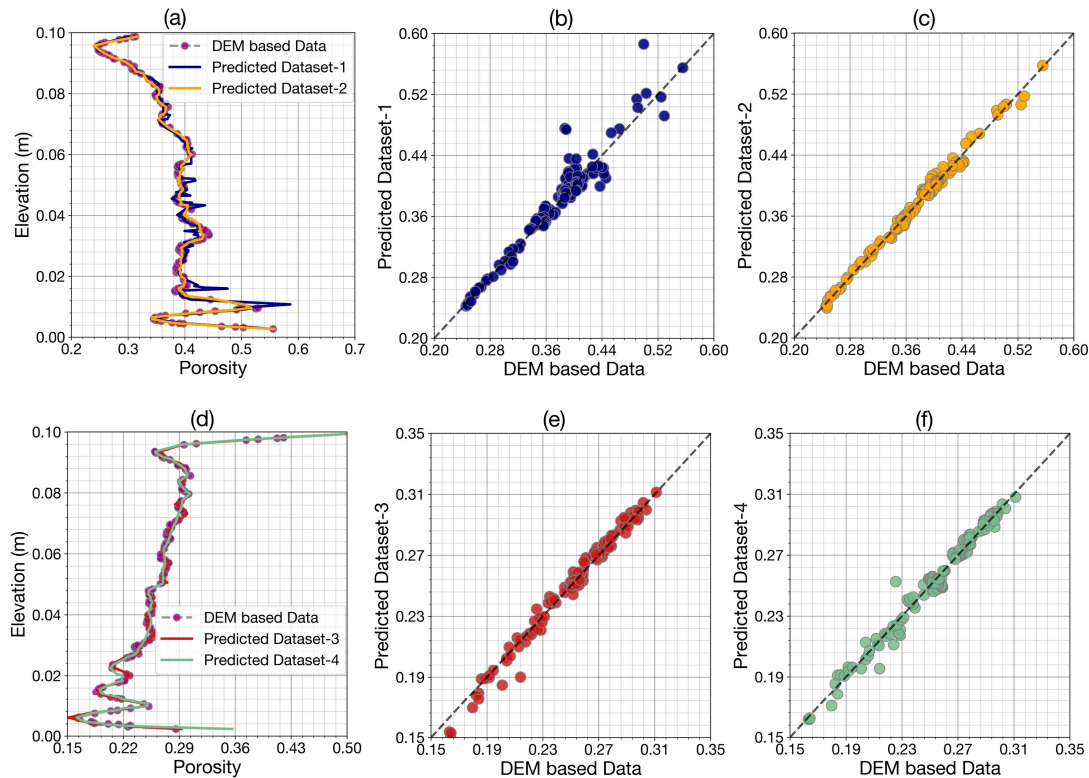 (a)
0.10
0.08
0.06
0.04
0.02
0.00
Elevation (m)
DEM based Data
Predicted Dataset-1
Predicted Dataset-2
0.2 0.3 0.4 0.5 0.6 0.7
Porosity
(b)
0.60
0.52
0.44
0.36
0.28
0.20
Predicted Dataset-1
0.20 0.28 0.36 0.44 0.52 0.60
DEM based Data
(c)
0.60
0.52
0.44
0.36
0.28
0.20
Predicted Dataset-2
0.20 0.28 0.36 0.44 0.52 0.60
DEM based Data
(d)
0.10
0.08
0.06
0.04
0.02
0.00
Elevation (m)
DEM based Data
Predicted Dataset-3
Predicted Dataset-4
0.15 0.22 0.29 0.36 0.43 0.50
Porosity
(e)
0.35
0.31
0.27
0.23
0.19
0.15
Predicted Dataset-3
0.15 0.19 0.23 0.27 0.31 0.35
DEM based Data
(f)
0.35
0.31
0.27
0.23
0.19
0.15
Predicted Dataset-4
0.15 0.19 0.23 0.27 0.31 0.35
DEM based Data